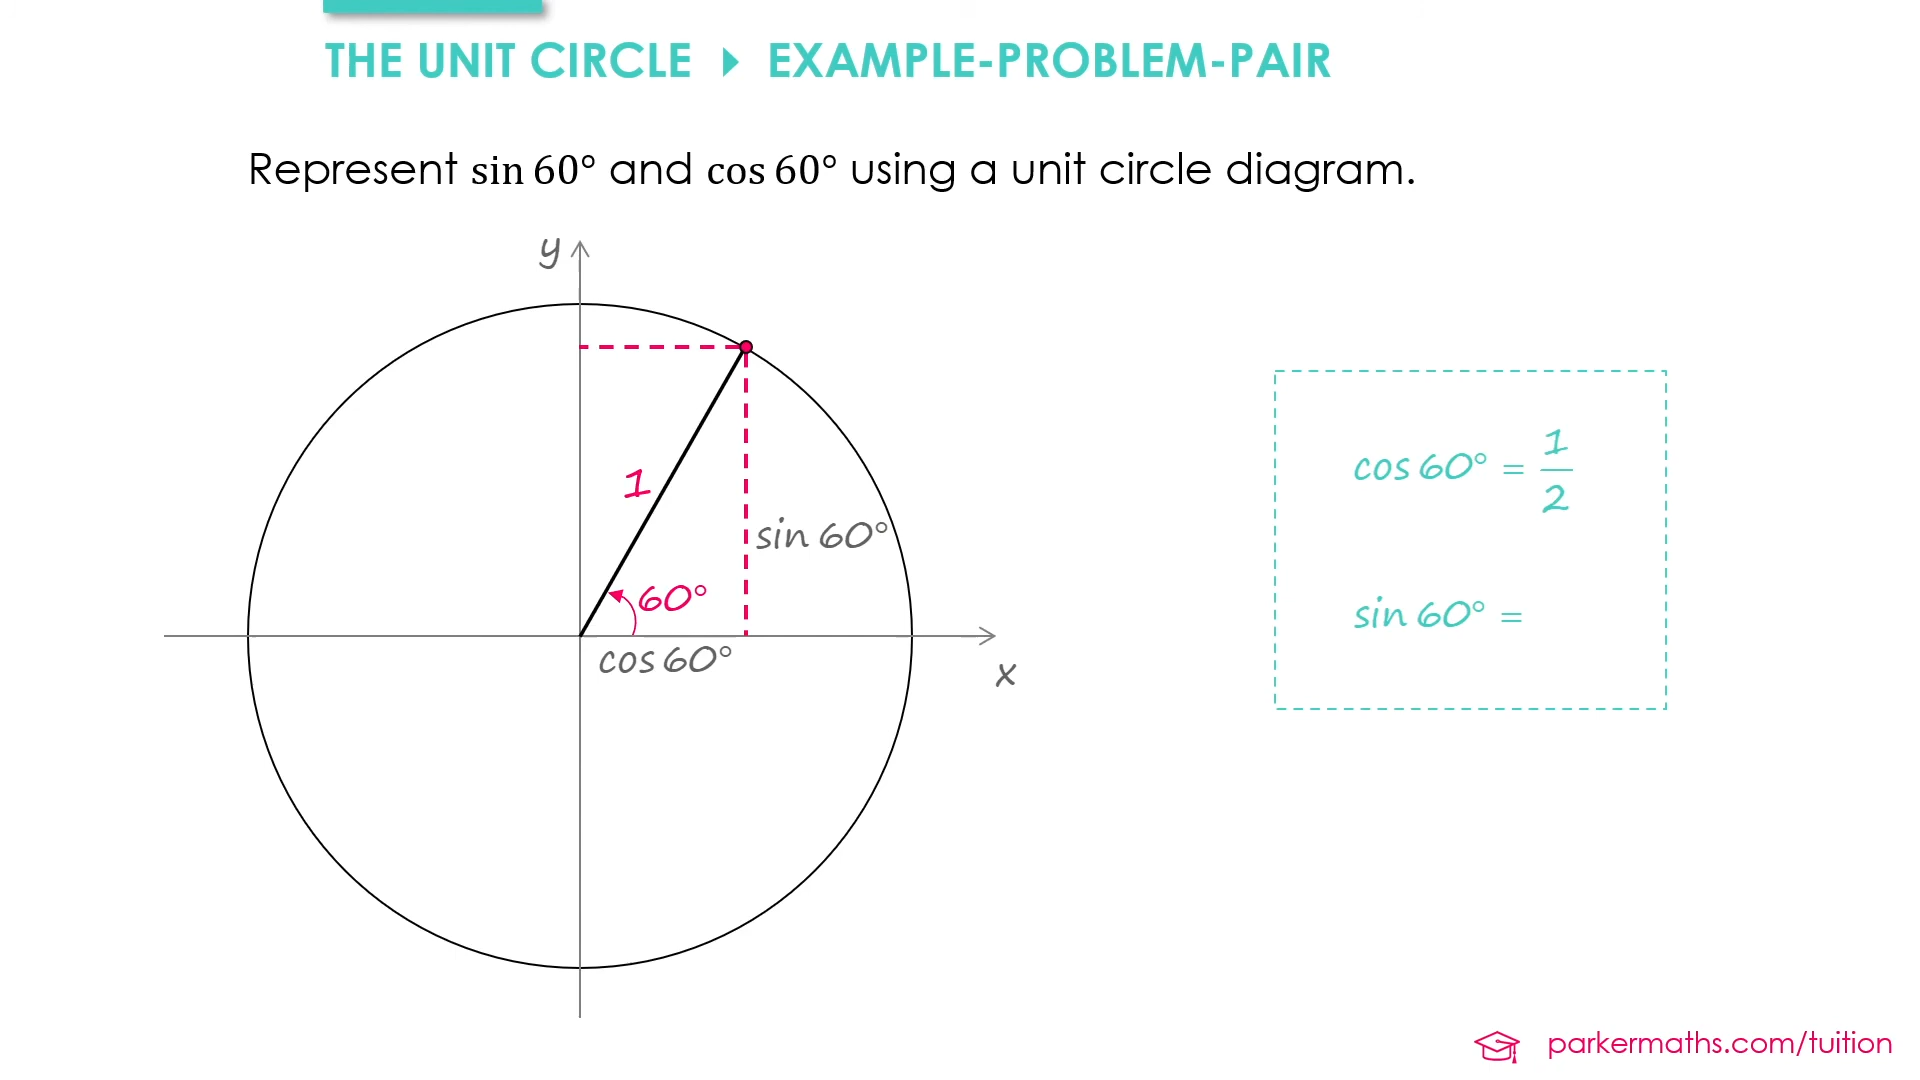 THE UNIT CIRCLE ▸ EXAMPLE-PROBLEM-PAIR
Represent sin 60° and cos 60° using a unit circle diagram.
y
1
sin 60°
60°
cos 60°
x
cos 60° = 1/2
sin 60° =
parkermaths.com/tuition